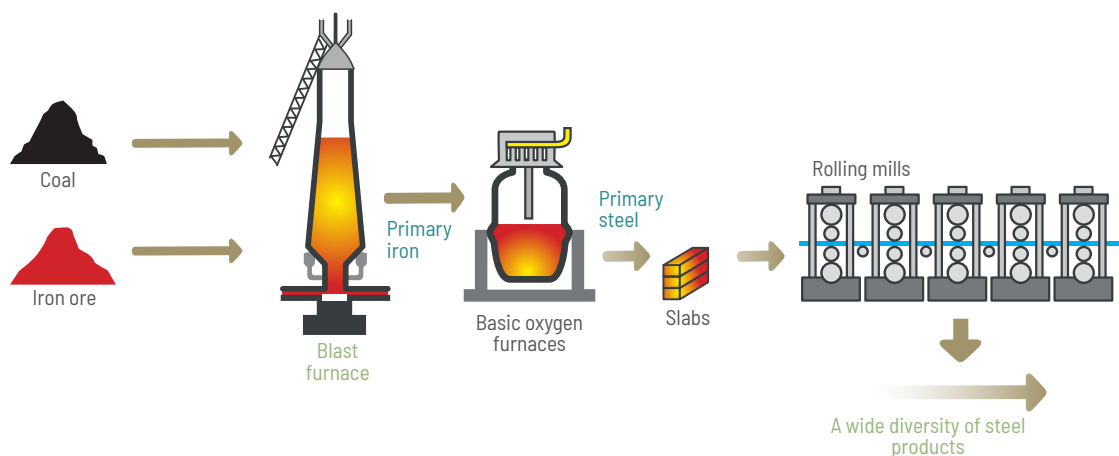 Coal
Iron ore
Blast
furnace
Primary
iron
Basic oxygen
furnaces
Primary
steel
Slabs
Rolling mills
A wide diversity of steel
products